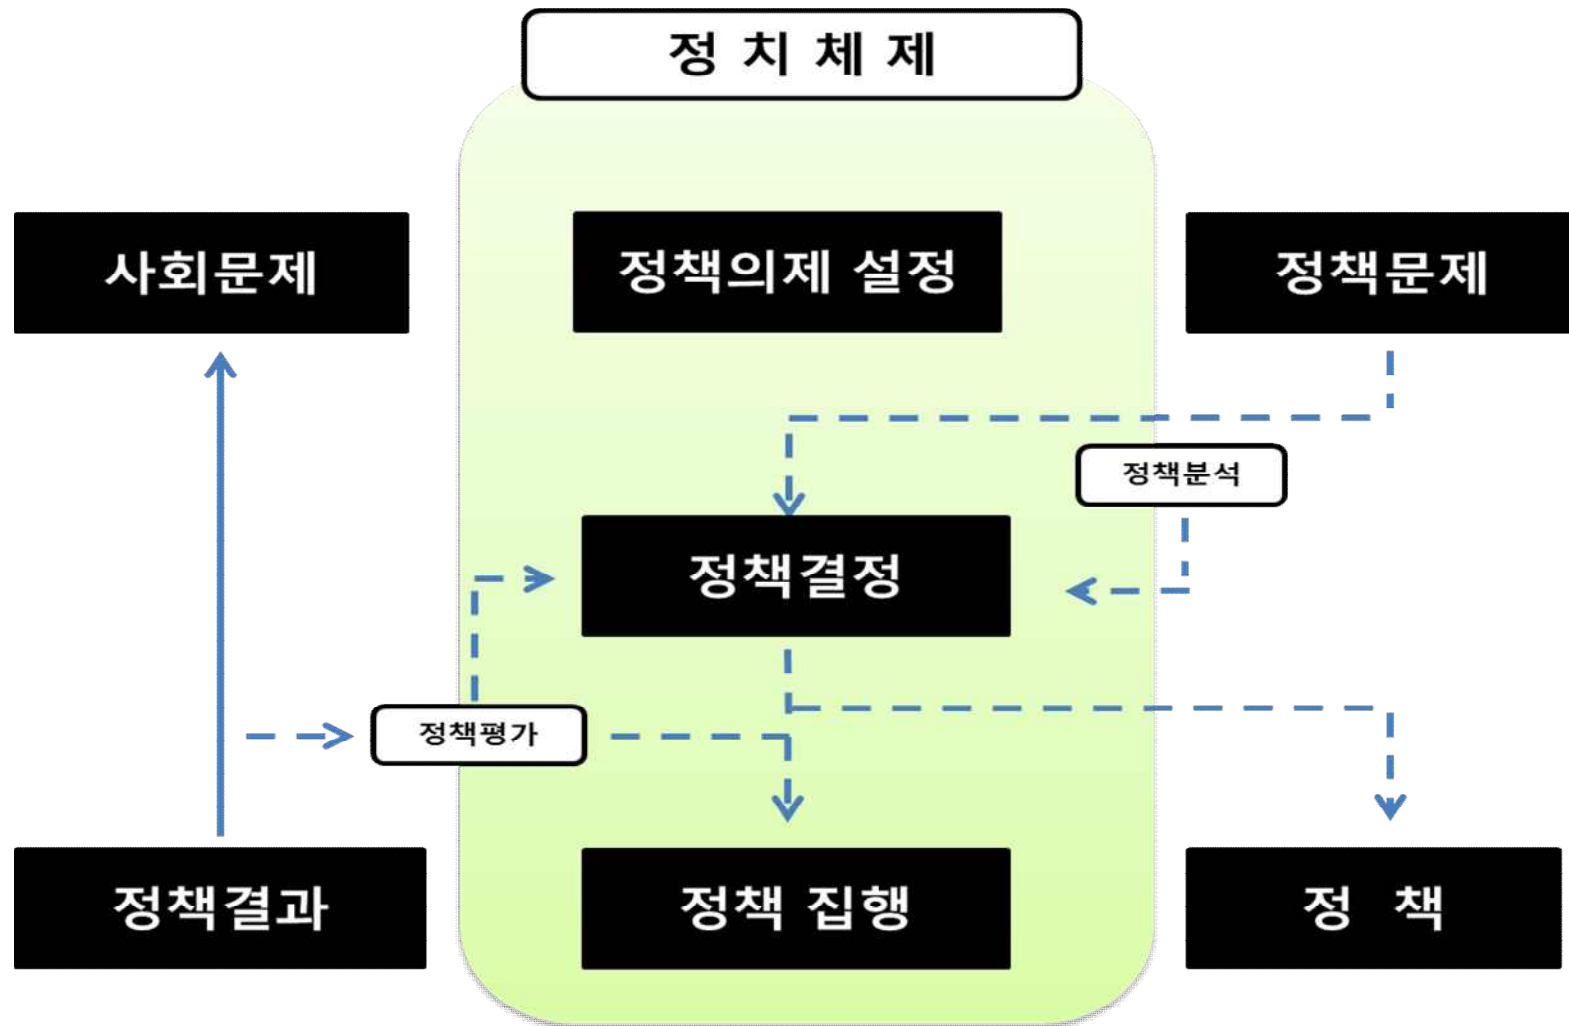 정 치 체 제
사회문제
정책의제 설정
정책문제
정책분석
정책결정
정책평가
정책결과
정책 집행
정 책